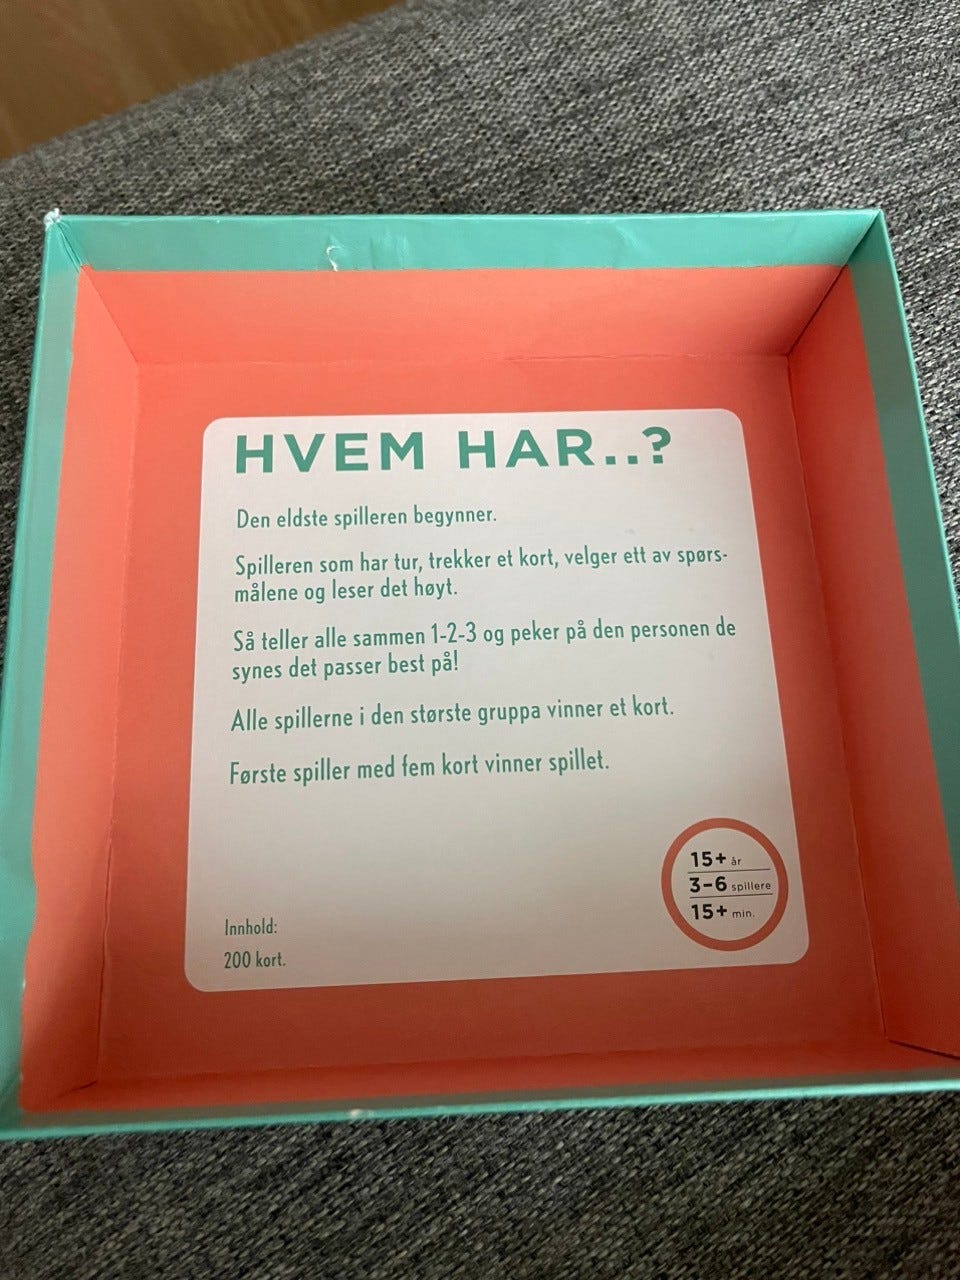 HVEM HAR..?
Den eldste spilleren begynner.
Spilleren som har tur, trekker et kort, velger ett av spørs-
målene og leser det høyt.
Så teller alle sammen 1-2-3 og peker på den personen de
synes det passer best på!
Alle spillerne i den største gruppa vinner et kort.
Første spiller med fem kort vinner spillet.
15+ år
3-6 spillere
15+ min.
Innhold:
200 kort.